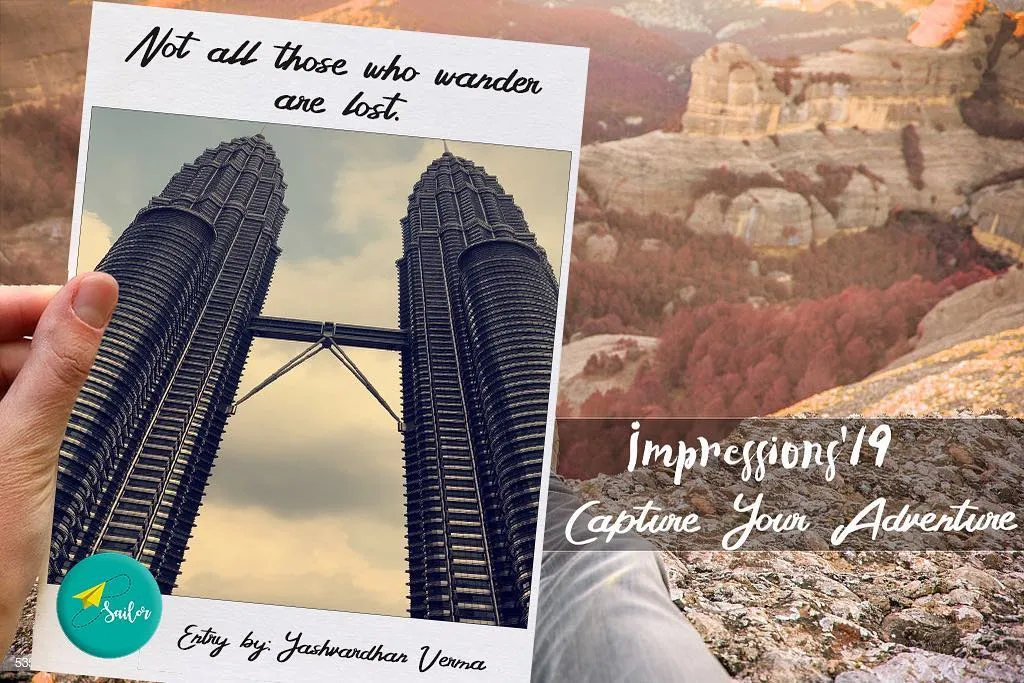 Not all those who wander
are lost.
Impressions'19
Capture Your Adventure
Sailor
Entry by: Yashvardhan Verma